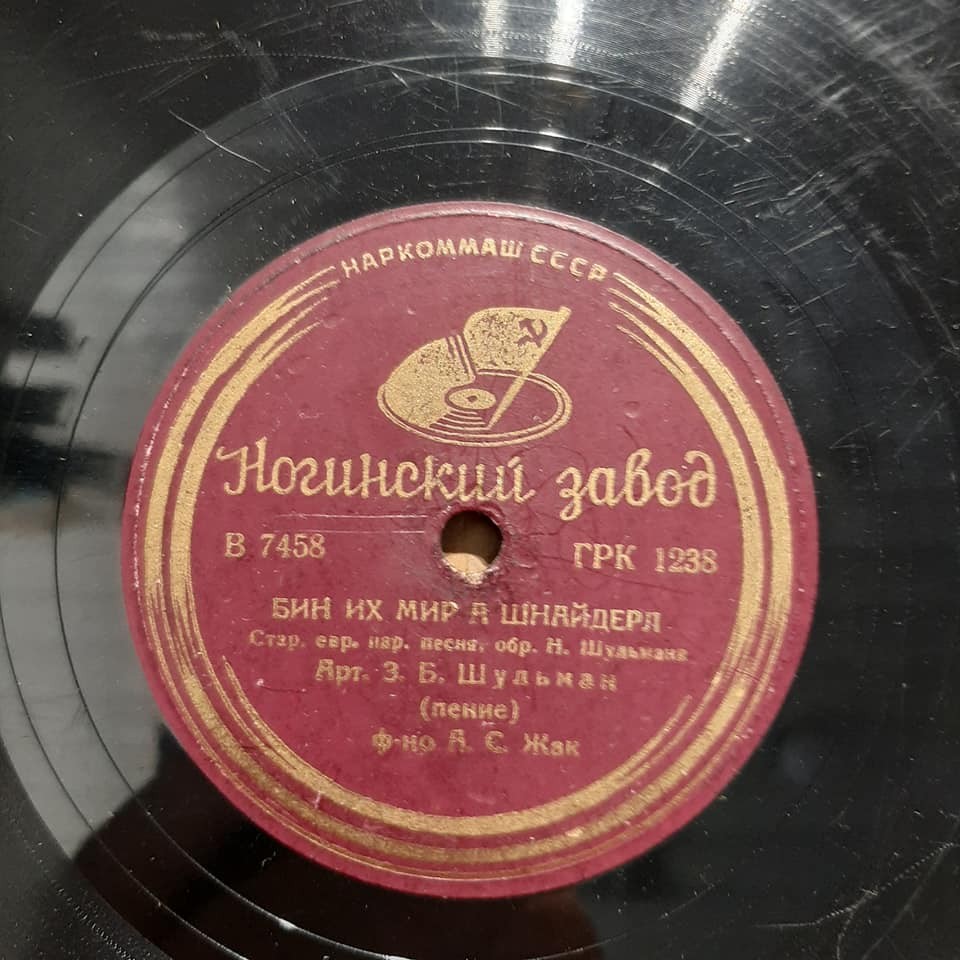 НАРКОММАШ СССР
Ногинский завод
В 7458 ГРК 1238
БИН ИХ МИР А ШНАЙДЕРЛ
Стар. евр. нар. песня, обр. Н. Шульмана
Арт. З. Б. Шульман
(пение)
ф-но А. С. Жак